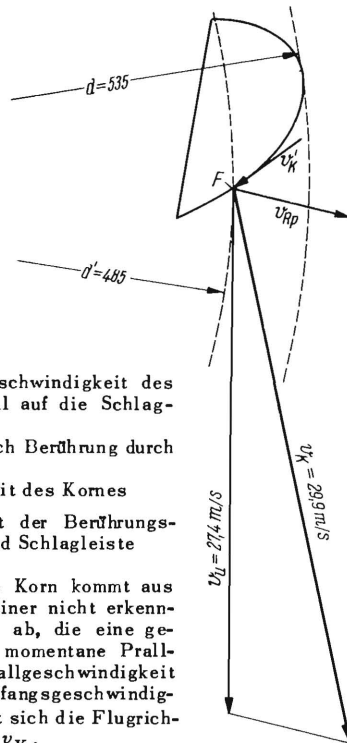 d=535
v'K
F
vRp
d'=485
schwindigkeit des
l auf die Schlag-
ch Berührung durch
it des Kornes
t der Berührungs-
d Schlagleiste
Korn kommt aus
iner nicht erkenn-
ab, die eine ge-
momentane Prall-
allgeschwindigkeit
fangsgeschwindig-
t sich die Flugrich-
vK.
vu = 27,4 m/s
vK = 29,9 m/s